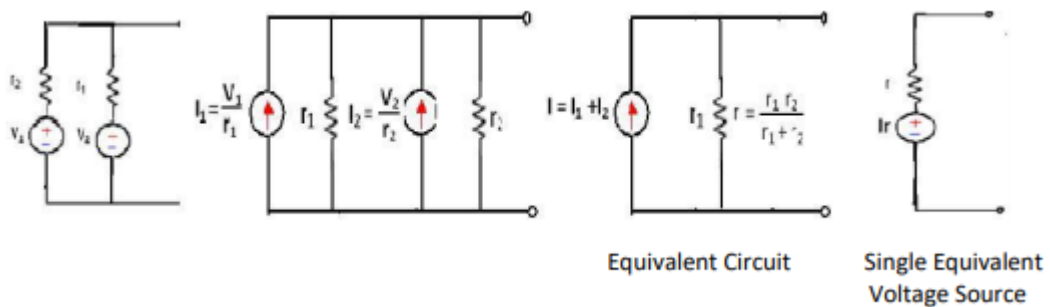 r₂
r₁
V₁
V₂
I₁ = V₁/r₁
r₁
I₂ = V₂/r₂
r₂
I = I₁ + I₂
r₁
r = r₁ r₂/r₁ + r₂
r
Ir
Equivalent Circuit
Single Equivalent
Voltage Source